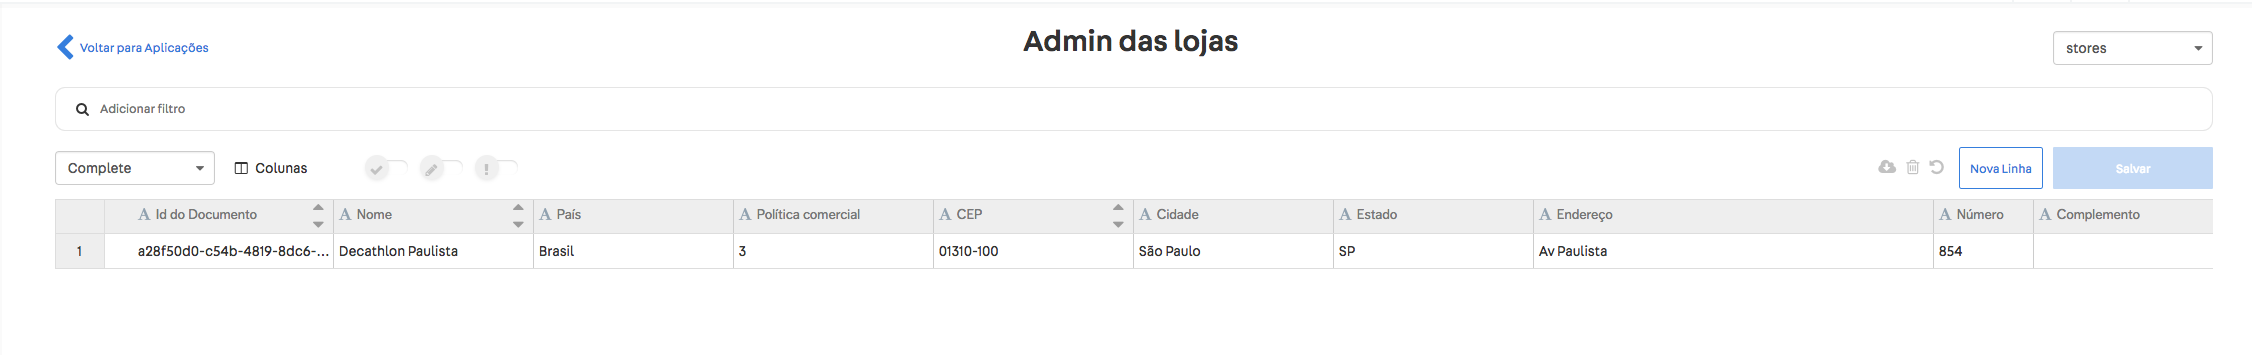 Voltar para Aplicações
Admin das lojas
stores
Adicionar filtro
Complete
Colunas
Nova Linha
Salvar
A Id do Documento A Nome A País A Política comercial A CEP A Cidade A Estado A Endereço A Número A Complemento
1 a28f50d0-c54b-4819-8dc6-... Decathlon Paulista Brasil 3 01310-100 São Paulo SP Av Paulista 854